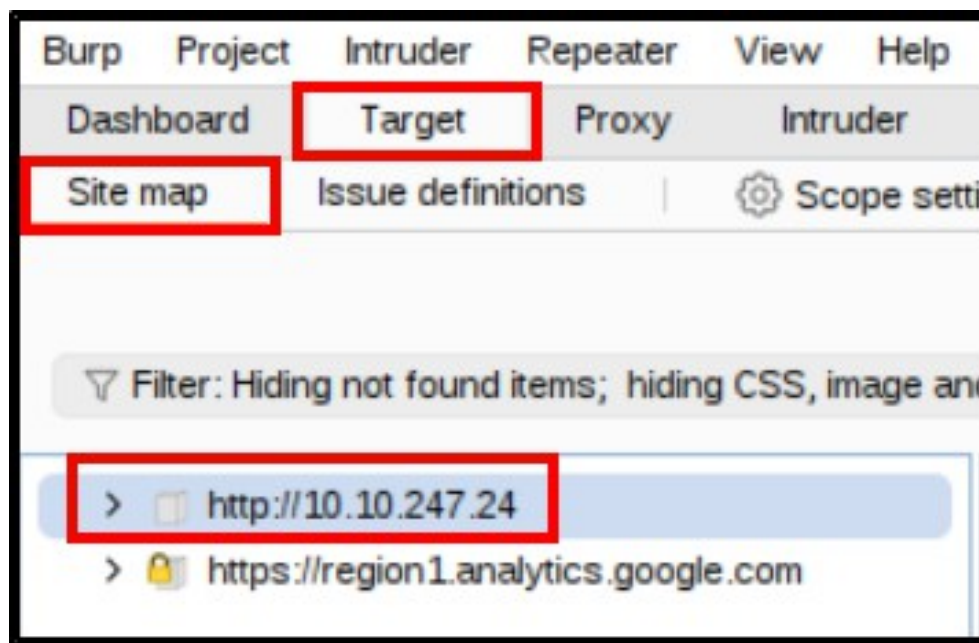 Burp Project Intruder Repeater View Help
Dashboard Target Proxy Intruder
Site map Issue definitions Scope setti
Filter: Hiding not found items; hiding CSS, image and
http://10.10.247.24
https://region1.analytics.google.com